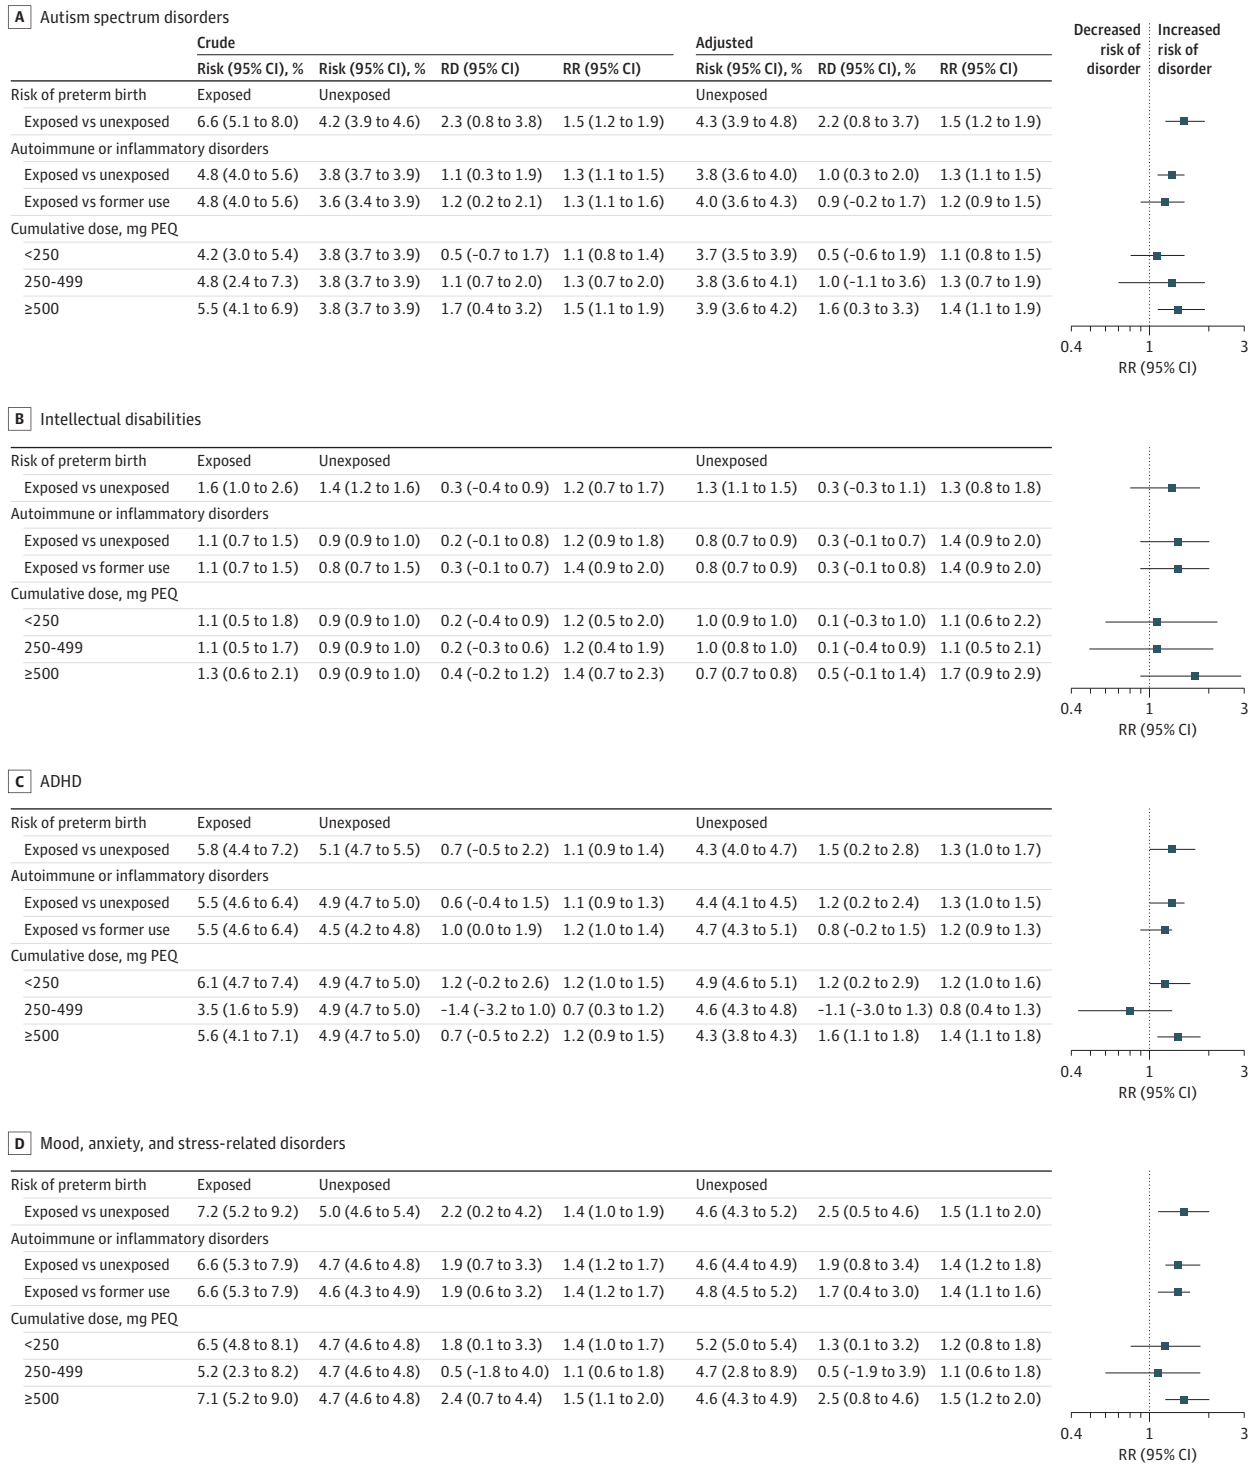 A Autism spectrum disorders
Decreased risk of disorder Increased risk of disorder
Crude Adjusted
Risk (95% CI), % Risk (95% CI), % RD (95% CI) RR (95% CI) Risk (95% CI), % RD (95% CI), % RR (95% CI)
Risk of preterm birth Exposed Unexposed Unexposed
Exposed vs unexposed 6.6 (5.1 to 8.0) 4.2 (3.9 to 4.6) 2.3 (0.8 to 3.8) 1.5 (1.2 to 1.9) 4.3 (3.9 to 4.8) 2.2 (0.8 to 3.7) 1.5 (1.2 to 1.9)
Autoimmune or inflammatory disorders
Exposed vs unexposed 4.8 (4.0 to 5.6) 3.8 (3.7 to 3.9) 1.1 (0.3 to 1.9) 1.3 (1.1 to 1.5) 3.8 (3.6 to 4.0) 1.0 (0.3 to 2.0) 1.3 (1.1 to 1.5)
Exposed vs former use 4.8 (4.0 to 5.6) 3.6 (3.4 to 3.9) 1.2 (0.2 to 2.1) 1.3 (1.1 to 1.6) 4.0 (3.6 to 4.3) 0.9 (-0.2 to 1.7) 1.2 (0.9 to 1.5)
Cumulative dose, mg PEQ
<250 4.2 (3.0 to 5.4) 3.8 (3.7 to 3.9) 0.5 (-0.7 to 1.7) 1.1 (0.8 to 1.4) 3.7 (3.5 to 3.9) 0.5 (-0.6 to 1.9) 1.1 (0.8 to 1.5)
250-499 4.8 (2.4 to 7.3) 3.8 (3.7 to 3.9) 1.1 (0.7 to 2.0) 1.3 (0.7 to 2.0) 3.8 (3.6 to 4.1) 1.0 (-1.1 to 3.6) 1.3 (0.7 to 1.9)
≥500 5.5 (4.1 to 6.9) 3.8 (3.7 to 3.9) 1.7 (0.4 to 3.2) 1.5 (1.1 to 1.9) 3.9 (3.6 to 4.2) 1.6 (0.3 to 3.3) 1.4 (1.1 to 1.9)
0.4 1 3
RR (95% CI)
B Intellectual disabilities
Risk of preterm birth Exposed Unexposed Unexposed
Exposed vs unexposed 1.6 (1.0 to 2.6) 1.4 (1.2 to 1.6) 0.3 (-0.4 to 0.9) 1.2 (0.7 to 1.7) 1.3 (1.1 to 1.5) 0.3 (-0.3 to 1.1) 1.3 (0.8 to 1.8)
Autoimmune or inflammatory disorders
Exposed vs unexposed 1.1 (0.7 to 1.5) 0.9 (0.9 to 1.0) 0.2 (-0.1 to 0.8) 1.2 (0.9 to 1.8) 0.8 (0.7 to 0.9) 0.3 (-0.1 to 0.7) 1.4 (0.9 to 2.0)
Exposed vs former use 1.1 (0.7 to 1.5) 0.8 (0.7 to 1.5) 0.3 (-0.1 to 0.7) 1.4 (0.9 to 2.0) 0.8 (0.7 to 0.9) 0.3 (-0.1 to 0.8) 1.4 (0.9 to 2.0)
Cumulative dose, mg PEQ
<250 1.1 (0.5 to 1.8) 0.9 (0.9 to 1.0) 0.2 (-0.4 to 0.9) 1.2 (0.5 to 2.0) 1.0 (0.9 to 1.0) 0.1 (-0.3 to 1.0) 1.1 (0.6 to 2.2)
250-499 1.1 (0.5 to 1.7) 0.9 (0.9 to 1.0) 0.2 (-0.3 to 0.6) 1.2 (0.4 to 1.9) 1.0 (0.8 to 1.0) 0.1 (-0.4 to 0.9) 1.1 (0.5 to 2.1)
≥500 1.3 (0.6 to 2.1) 0.9 (0.9 to 1.0) 0.4 (-0.2 to 1.2) 1.4 (0.7 to 2.3) 0.7 (0.7 to 0.8) 0.5 (-0.1 to 1.4) 1.7 (0.9 to 2.9)
0.4 1 3
RR (95% CI)
C ADHD
Risk of preterm birth Exposed Unexposed Unexposed
Exposed vs unexposed 5.8 (4.4 to 7.2) 5.1 (4.7 to 5.5) 0.7 (-0.5 to 2.2) 1.1 (0.9 to 1.4) 4.3 (4.0 to 4.7) 1.5 (0.2 to 2.8) 1.3 (1.0 to 1.7)
Autoimmune or inflammatory disorders
Exposed vs unexposed 5.5 (4.6 to 6.4) 4.9 (4.7 to 5.0) 0.6 (-0.4 to 1.5) 1.1 (0.9 to 1.3) 4.4 (4.1 to 4.5) 1.2 (0.2 to 2.4) 1.3 (1.0 to 1.5)
Exposed vs former use 5.5 (4.6 to 6.4) 4.5 (4.2 to 4.8) 1.0 (0.0 to 1.9) 1.2 (1.0 to 1.4) 4.7 (4.3 to 5.1) 0.8 (-0.2 to 1.5) 1.2 (0.9 to 1.3)
Cumulative dose, mg PEQ
<250 6.1 (4.7 to 7.4) 4.9 (4.7 to 5.0) 1.2 (-0.2 to 2.6) 1.2 (1.0 to 1.5) 4.9 (4.6 to 5.1) 1.2 (0.2 to 2.9) 1.2 (1.0 to 1.6)
250-499 3.5 (1.6 to 5.9) 4.9 (4.7 to 5.0) -1.4 (-3.2 to 1.0) 0.7 (0.3 to 1.2) 4.6 (4.3 to 4.8) -1.1 (-3.0 to 1.3) 0.8 (0.4 to 1.3)
≥500 5.6 (4.1 to 7.1) 4.9 (4.7 to 5.0) 0.7 (-0.5 to 2.2) 1.2 (0.9 to 1.5) 4.3 (3.8 to 4.3) 1.6 (1.1 to 1.8) 1.4 (1.1 to 1.8)
0.4 1 3
RR (95% CI)
D Mood, anxiety, and stress-related disorders
Risk of preterm birth Exposed Unexposed Unexposed
Exposed vs unexposed 7.2 (5.2 to 9.2) 5.0 (4.6 to 5.4) 2.2 (0.2 to 4.2) 1.4 (1.0 to 1.9) 4.6 (4.3 to 5.2) 2.5 (0.5 to 4.6) 1.5 (1.1 to 2.0)
Autoimmune or inflammatory disorders
Exposed vs unexposed 6.6 (5.3 to 7.9) 4.7 (4.6 to 4.8) 1.9 (0.7 to 3.3) 1.4 (1.2 to 1.7) 4.6 (4.4 to 4.9) 1.9 (0.8 to 3.4) 1.4 (1.2 to 1.8)
Exposed vs former use 6.6 (5.3 to 7.9) 4.6 (4.3 to 4.9) 1.9 (0.6 to 3.2) 1.4 (1.2 to 1.7) 4.8 (4.5 to 5.2) 1.7 (0.4 to 3.0) 1.4 (1.1 to 1.6)
Cumulative dose, mg PEQ
<250 6.5 (4.8 to 8.1) 4.7 (4.6 to 4.8) 1.8 (0.1 to 3.3) 1.4 (1.0 to 1.7) 5.2 (5.0 to 5.4) 1.3 (0.1 to 3.2) 1.2 (0.8 to 1.8)
250-499 5.2 (2.3 to 8.2) 4.7 (4.6 to 4.8) 0.5 (-1.8 to 4.0) 1.1 (0.6 to 1.8) 4.7 (2.8 to 8.9) 0.5 (-1.9 to 3.9) 1.1 (0.6 to 1.8)
≥500 7.1 (5.2 to 9.0) 4.7 (4.6 to 4.8) 2.4 (0.7 to 4.4) 1.5 (1.1 to 2.0) 4.6 (4.3 to 4.9) 2.5 (0.8 to 4.6) 1.5 (1.2 to 2.0)
0.4 1 3
RR (95% CI)